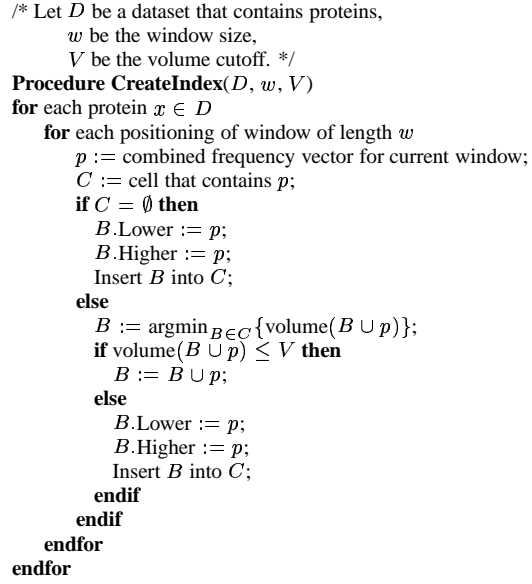 /* Let D be a dataset that contains proteins,
w be the window size,
V be the volume cutoff. */
Procedure CreateIndex(D, w, V)
for each protein x ∈ D
for each positioning of window of length w
p := combined frequency vector for current window;
C := cell that contains p;
if C = ∅ then
B.Lower := p;
B.Higher := p;
Insert B into C;
else
B := argmin_{B∈C}{volume(B ∪ p)};
if volume(B ∪ p) ≤ V then
B := B ∪ p;
else
B.Lower := p;
B.Higher := p;
Insert B into C;
endif
endif
endfor
endfor